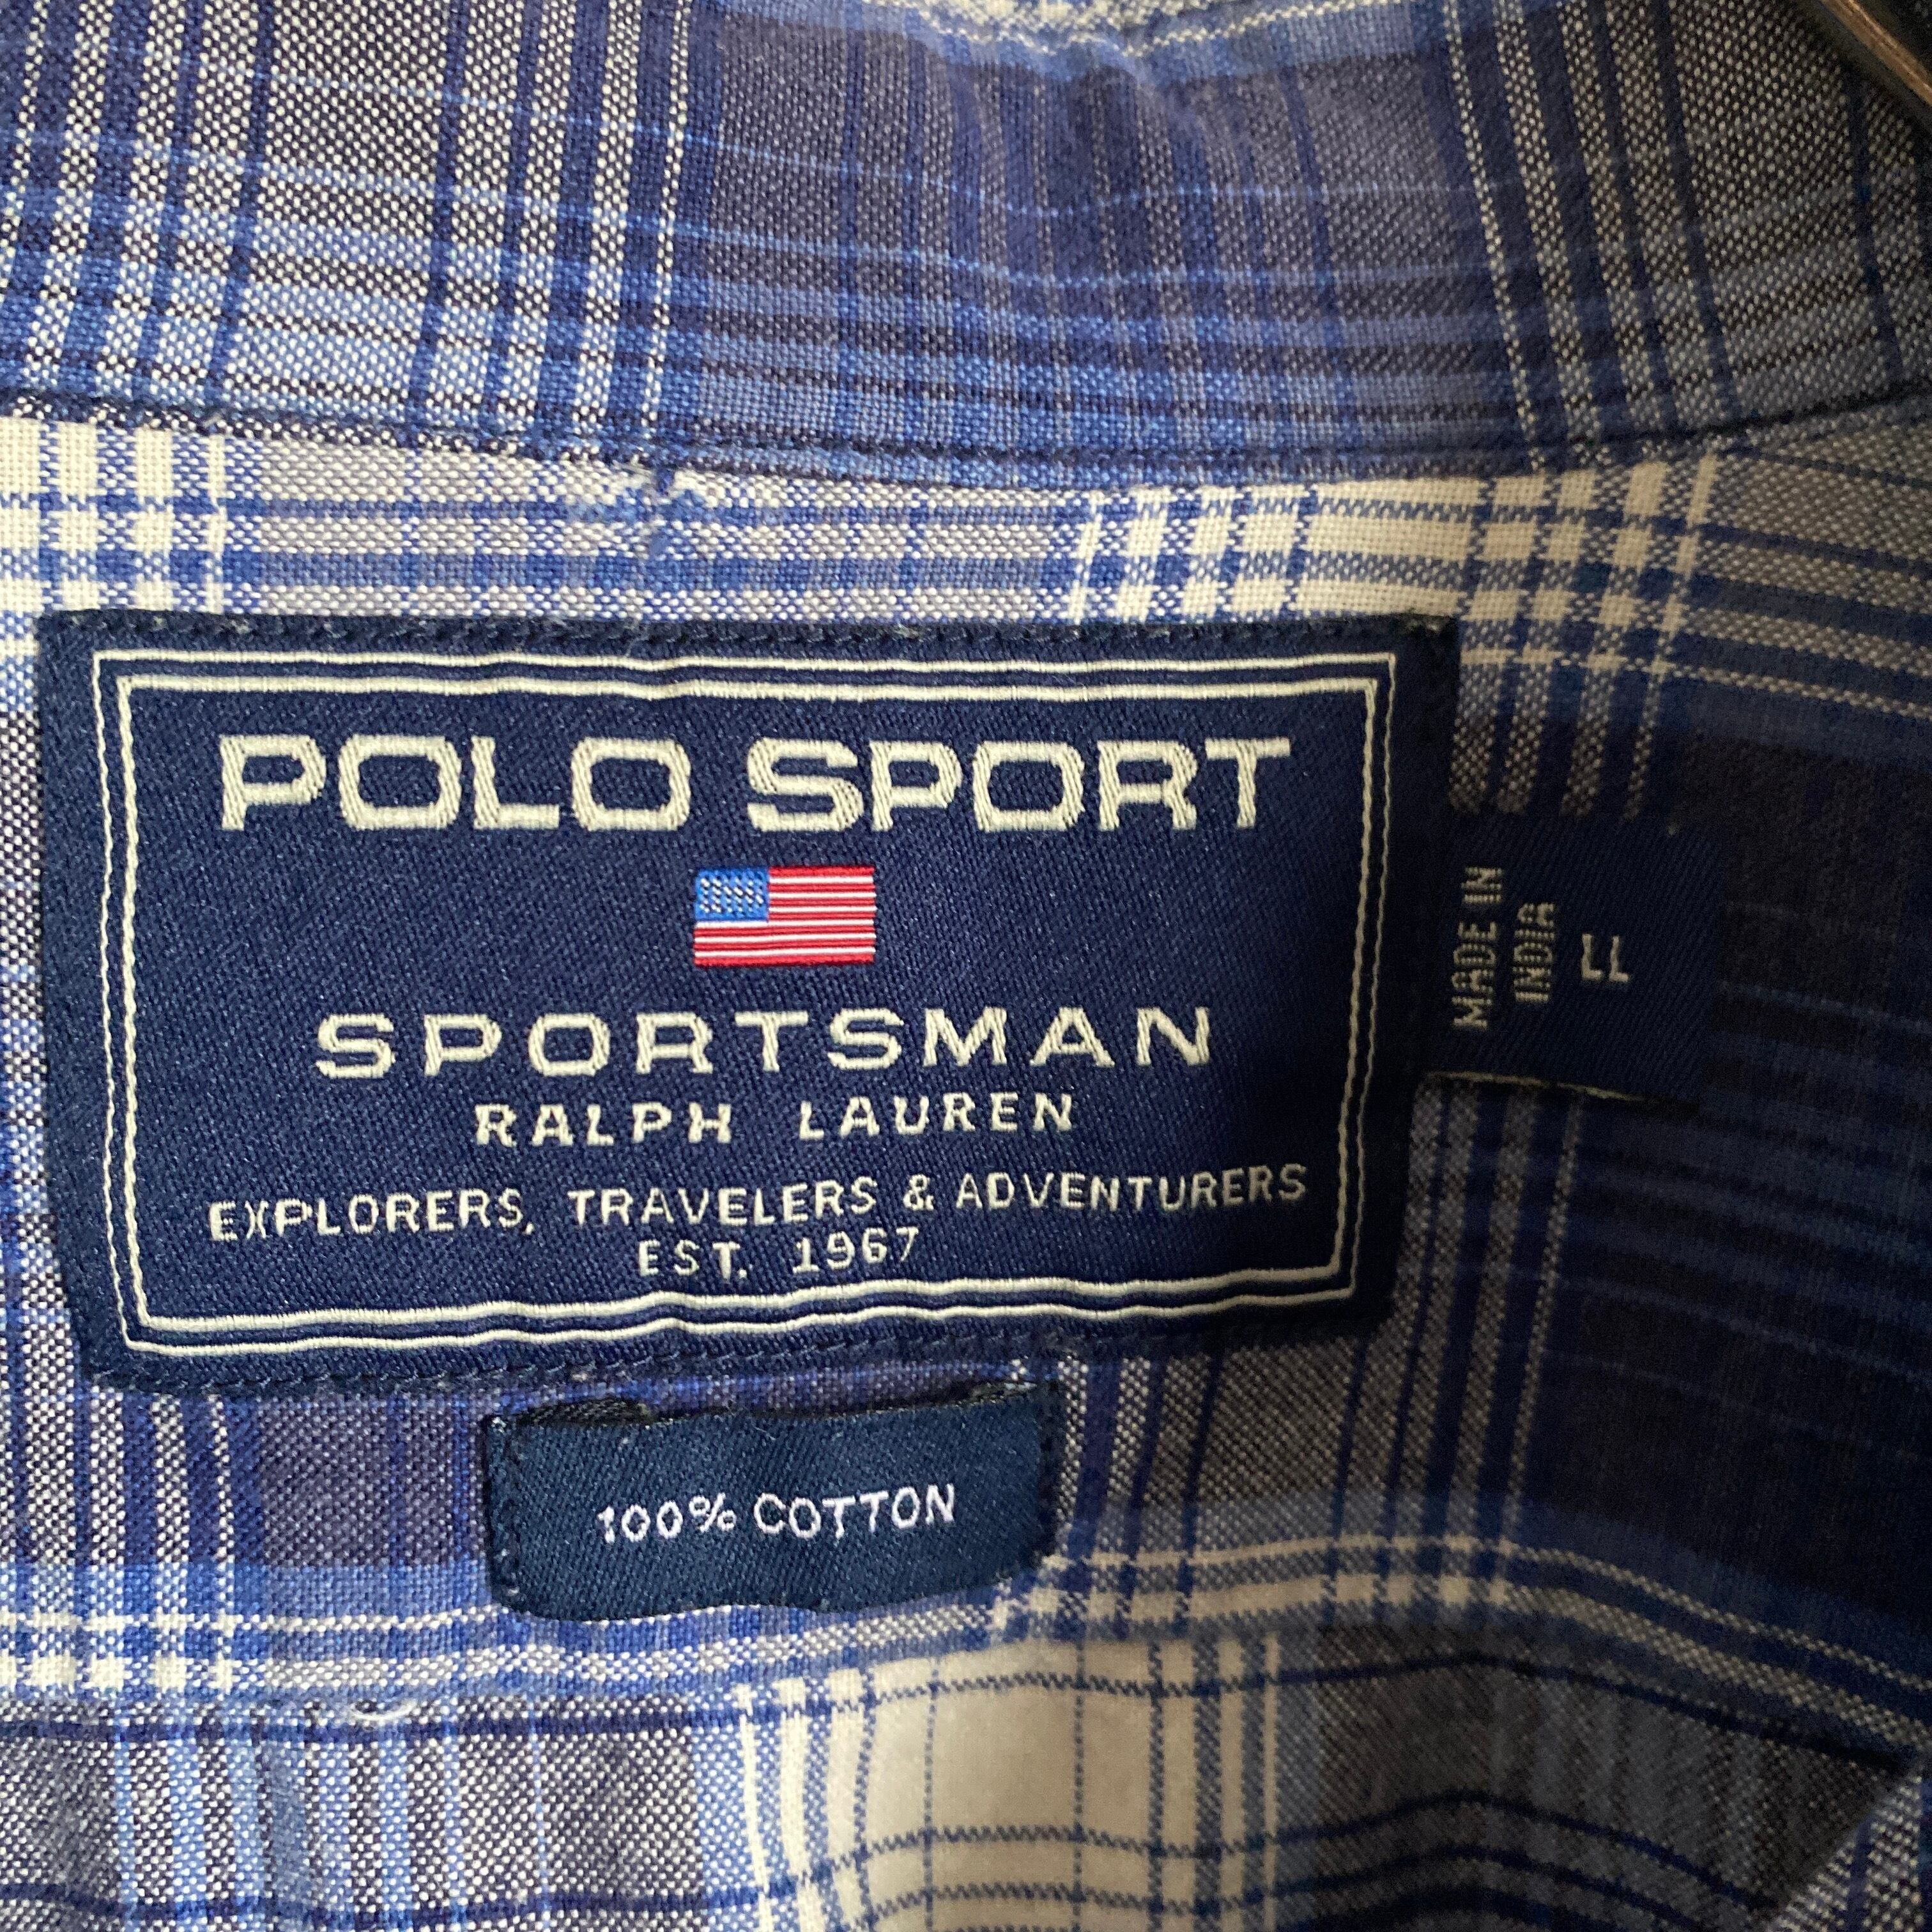 POLO SPORT
SPORTSMAN
RALPH LAUREN
EXPLORERS, TRAVELERS & ADVENTURERS
EST. 1967
MADE IN
INDIA
LL
100% COTTON